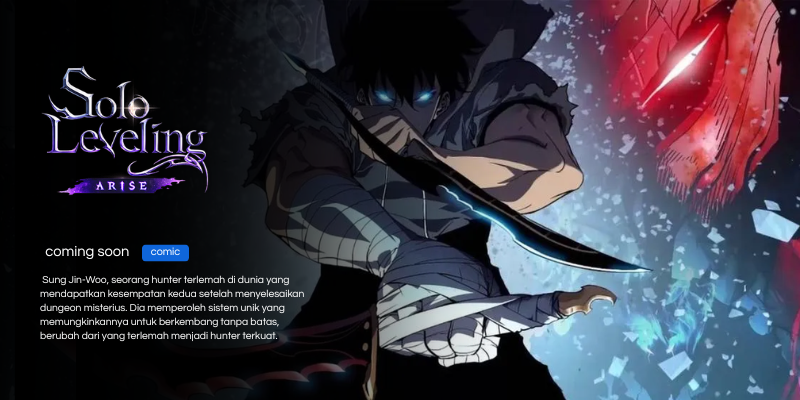 Solo
Leveling
ARISE
coming soon comic
Sung Jin-Woo, seorang hunter terlemah di dunia yang
mendapatkan kesempatan kedua setelah menyelesaikan
dungeon misterius. Dia memperoleh sistem unik yang
memungkinkannya untuk berkembang tanpa batas,
berubah dari yang terlemah menjadi hunter terkuat.